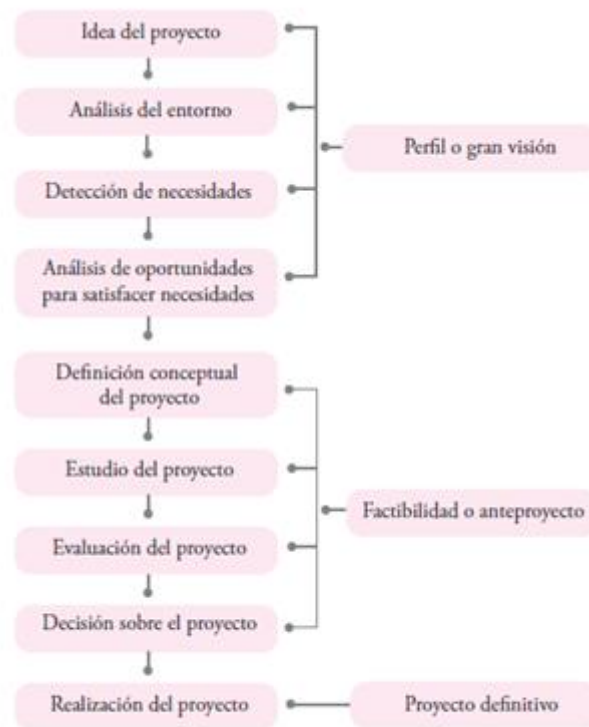 Idea del proyecto
Análisis del entorno
Perfil o gran visión
Detección de necesidades
Análisis de oportunidades
para satisfacer necesidades
Definición conceptual
del proyecto
Estudio del proyecto
Factibilidad o anteproyecto
Evaluación del proyecto
Decisión sobre el proyecto
Realización del proyecto
Proyecto definitivo